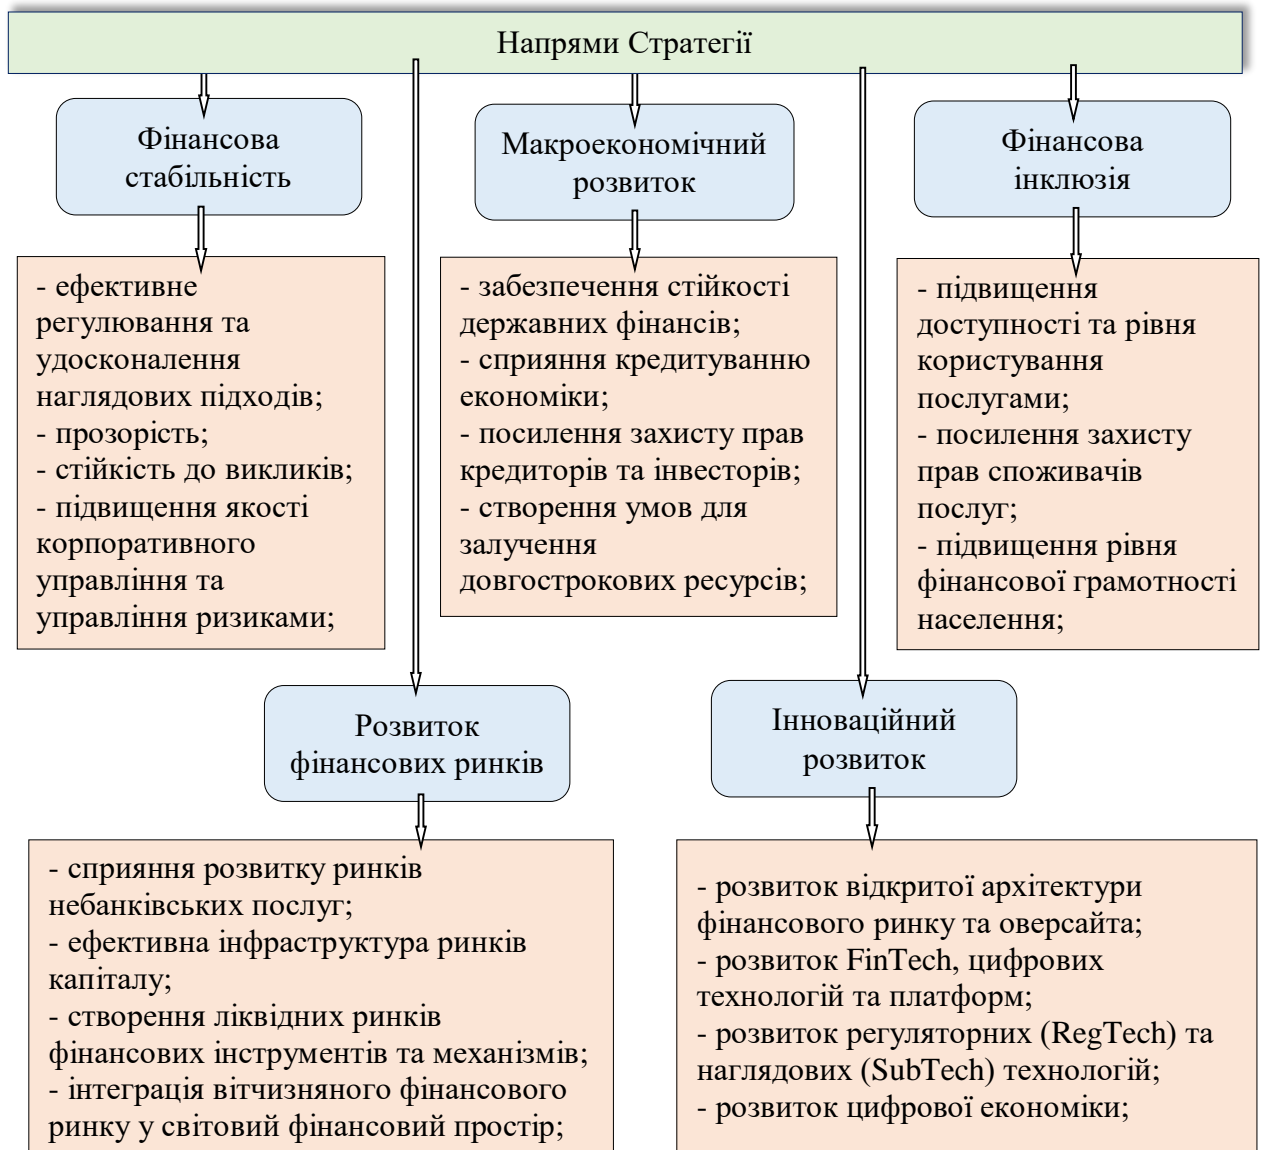 Напрями Стратегії
Фінансова
стабільність
Макроекономічний
розвиток
Фінансова
інклюзія
- ефективне
регулювання та
удосконалення
наглядових підходів;
- прозорість;
- стійкість до викликів;
- підвищення якості
корпоративного
управління та
управління ризиками;
- забезпечення стійкості
державних фінансів;
- сприяння кредитуванню
економіки;
- посилення захисту прав
кредиторів та інвесторів;
- створення умов для
залучення
довгострокових ресурсів;
- підвищення
доступності та рівня
користування
послугами;
- посилення захисту
прав споживачів
послуг;
- підвищення рівня
фінансової грамотності
населення;
Розвиток
фінансових ринків
Інноваційний
розвиток
- сприяння розвитку ринків
небанківських послуг;
- ефективна інфраструктура ринків
капіталу;
- створення ліквідних ринків
фінансових інструментів та механізмів;
- інтеграція вітчизняного фінансового
ринку у світовий фінансовий простір;
- розвиток відкритої архітектури
фінансового ринку та оверсайта;
- розвиток FinTech, цифрових
технологій та платформ;
- розвиток регуляторних (RegTech) та
наглядових (SubTech) технологій;
- розвиток цифрової економіки;